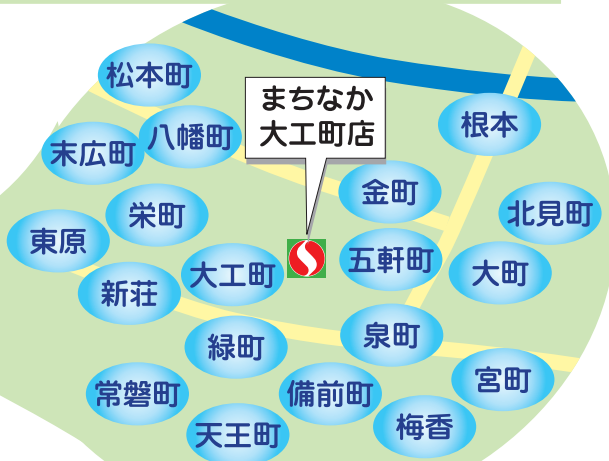 松本町
まちなか
大工町店
根本
八幡町
末広町
金町
栄町
北見町
東原
五軒町
大工町
大町
新荘
泉町
緑町
宮町
常磐町
備前町
梅香
天王町